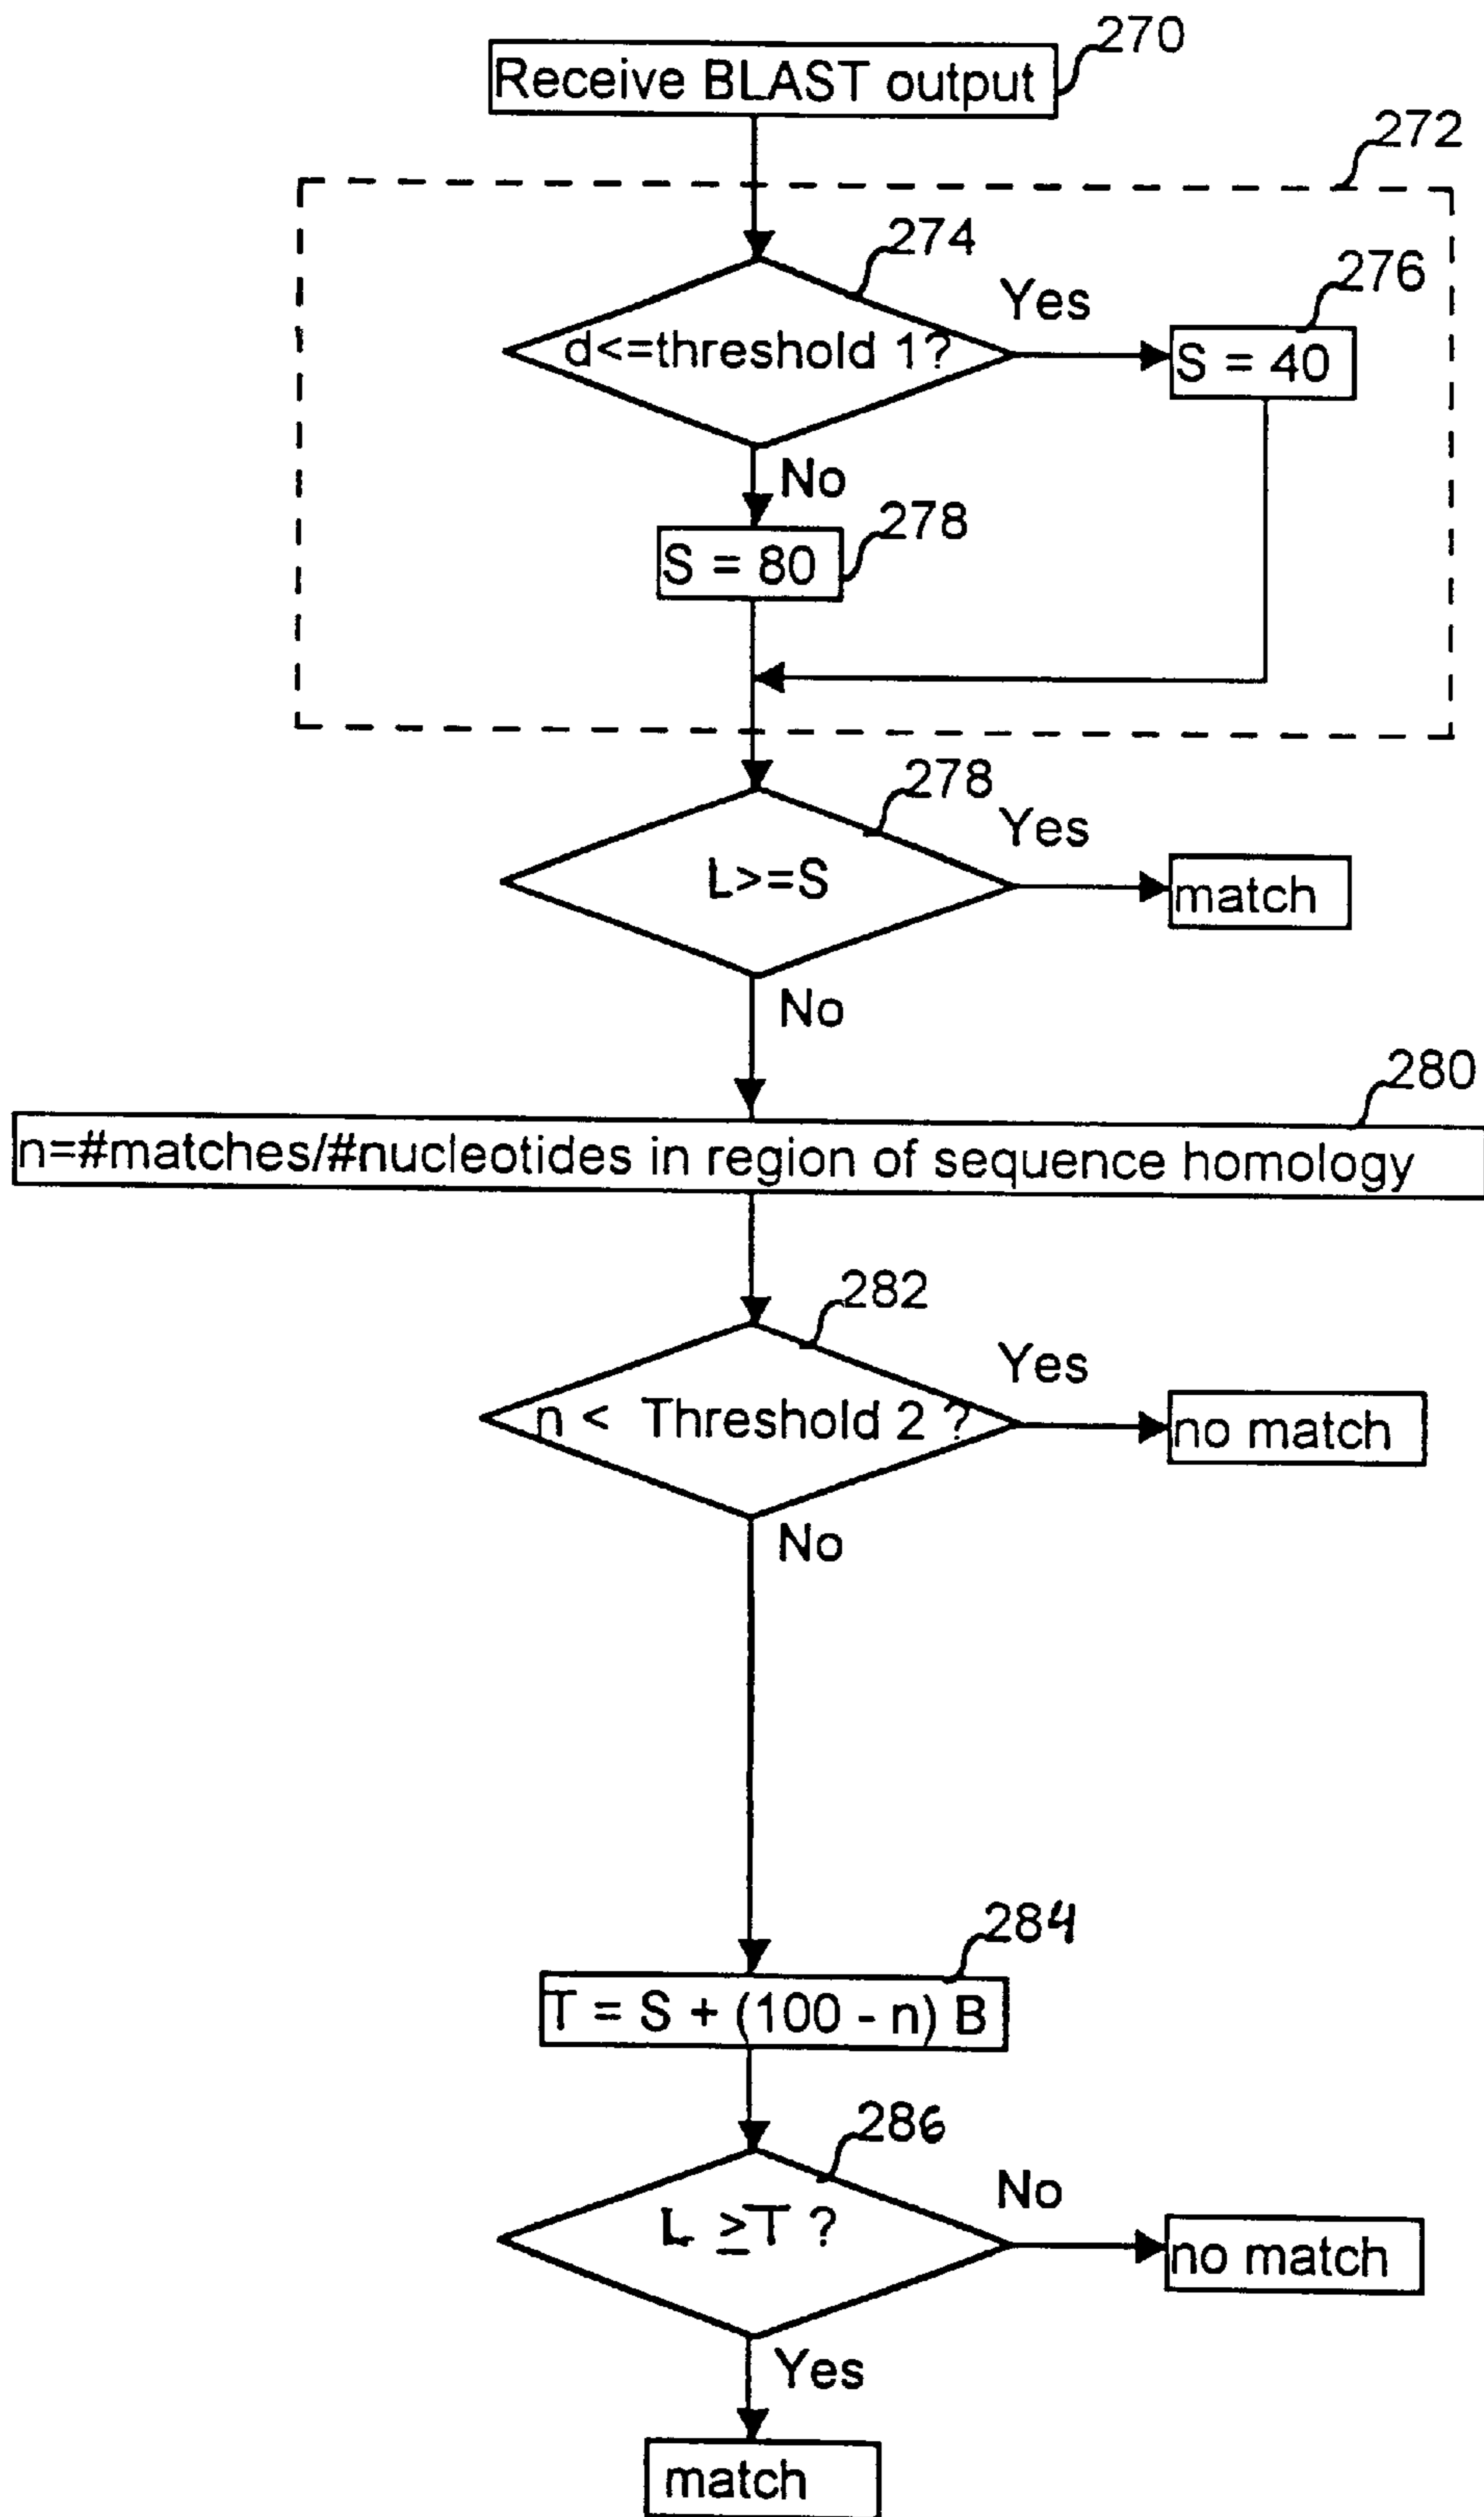 270
Receive BLAST output
272
274
276
Yes
d<=threshold 1?
S = 40
No
278
S = 80
278
Yes
L>=S
match
No
280
n=#matches/#nucleotides in region of sequence homology
282
Yes
n < Threshold 2 ?
no match
No
284
T = S + (100 - n) B
286
No
L ≥T ?
no match
Yes
match